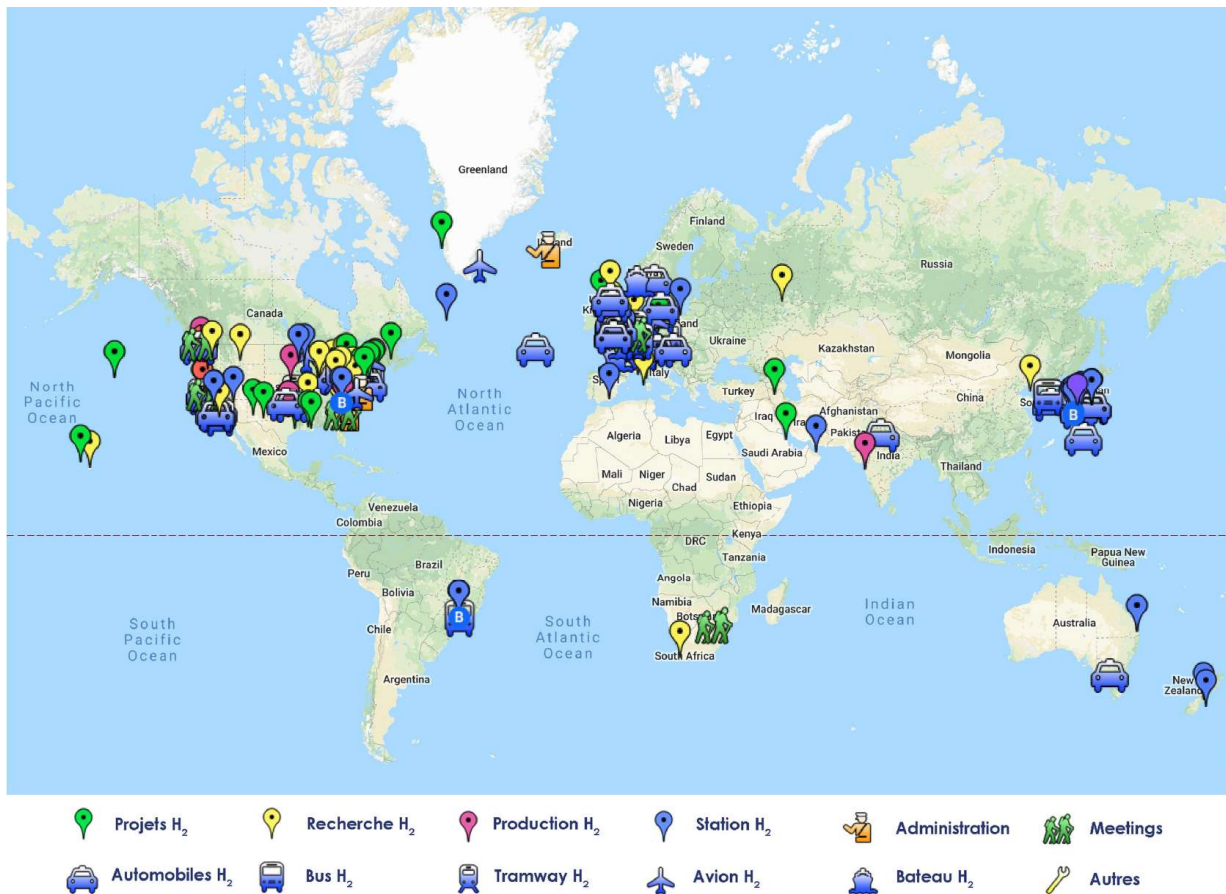 Greenland
Finland
Sweden
Russia
Canada
Ukraine
Kazakhstan
Mongolia
North
Pacific
Ocean
North
Atlantic
Ocean
Italy
Turkey
China
Afghanistan
Iraq
Mexico
Algeria
Libya
Egypt
Saudi Arabia
India
Thailand
Mali
Niger
Chad
Sudan
Nigeria
Ethiopia
Venezuela
Colombia
DRC
Kenya
Tanzania
Indonesia
Papua New
Guinea
Peru
Brazil
Bolivia
Angola
Namibia
Madagascar
Indian
Ocean
South
Pacific
Ocean
South
Atlantic
Ocean
Chile
B
Australia
South Africa
Argentina
New
Zealand
B
B
Projets H₂
Recherche H₂
Production H₂
Station H₂
Administration
Meetings
Automobiles H₂
Bus H₂
Tramway H₂
Avion H₂
Bateau H₂
Autres